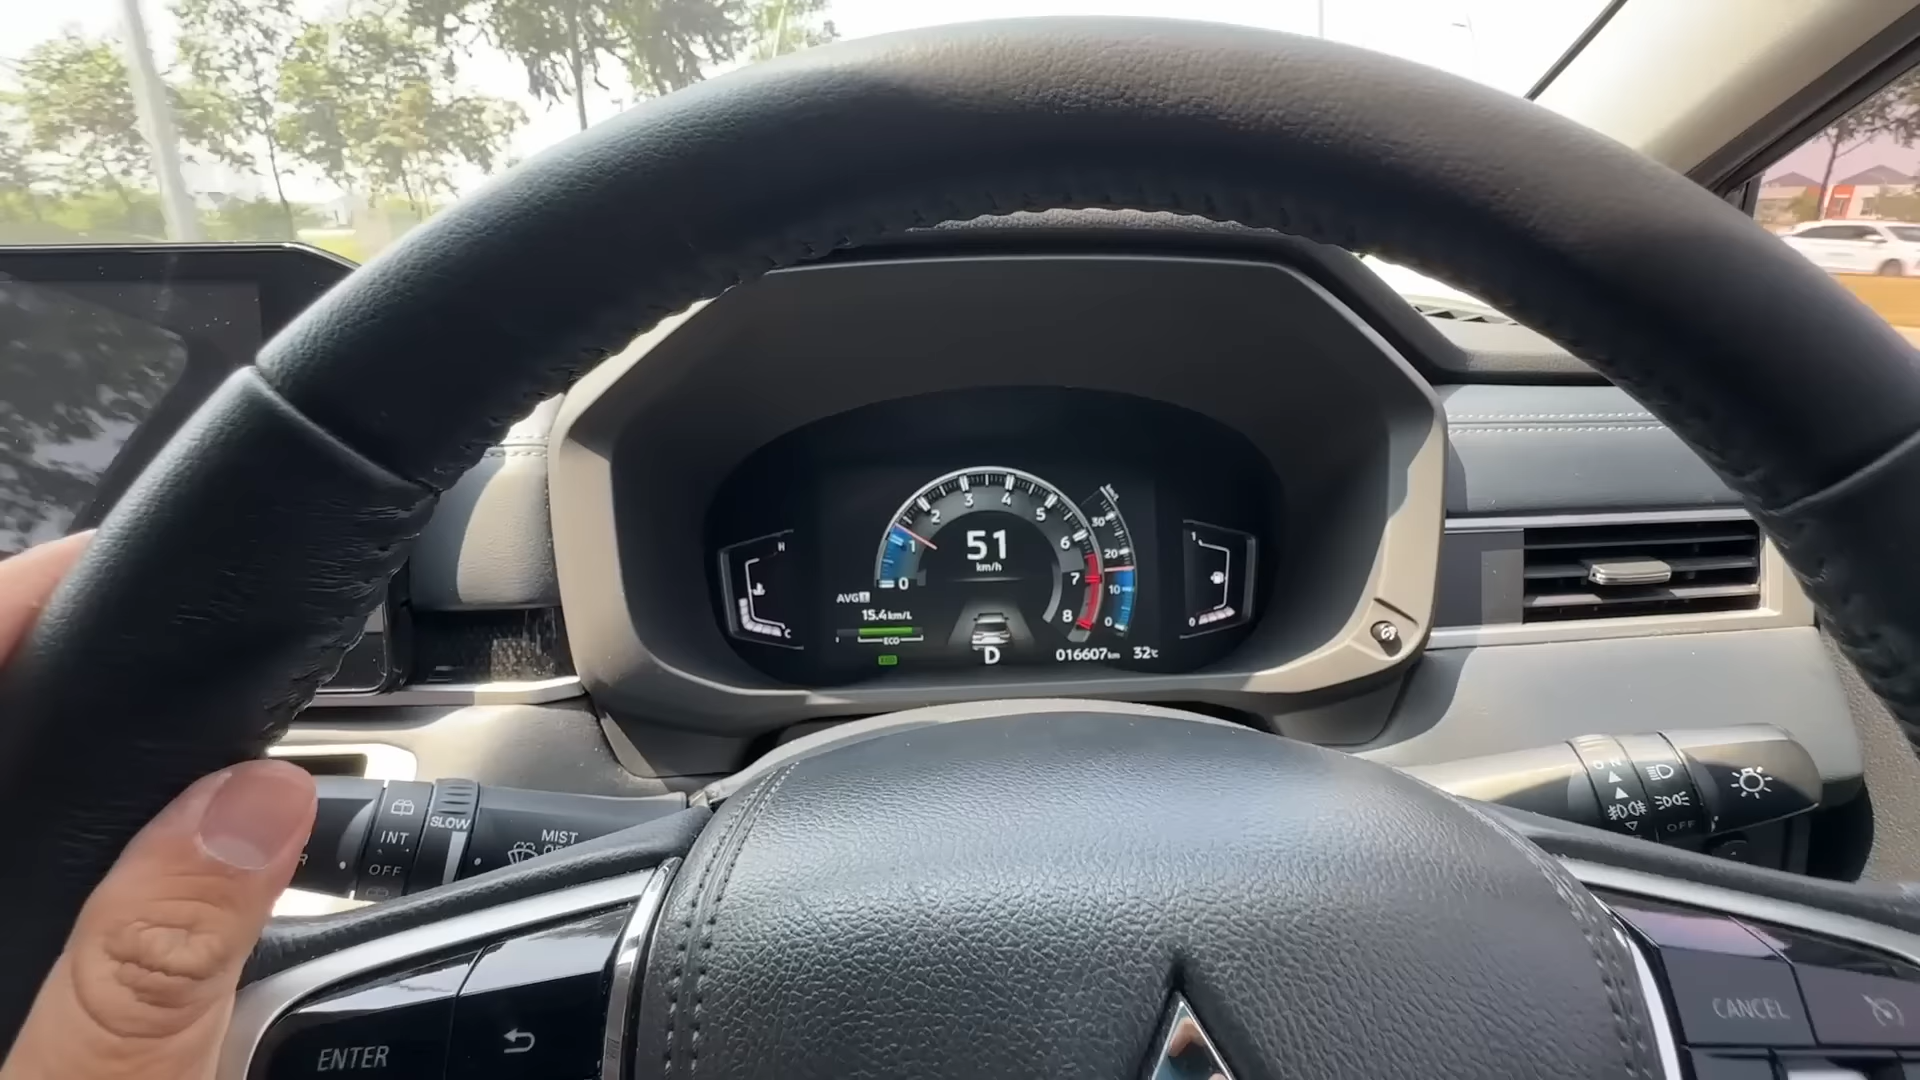 H
C
0
1
2
3
4
5
6
7
8
51
km/h
AVG
15.4 km/L
ECO
D
30
20
10
0
016607 km
32°C
1
0
INT
OFF
SLOW
MIST
ENTER
ON
OFF
CANCEL